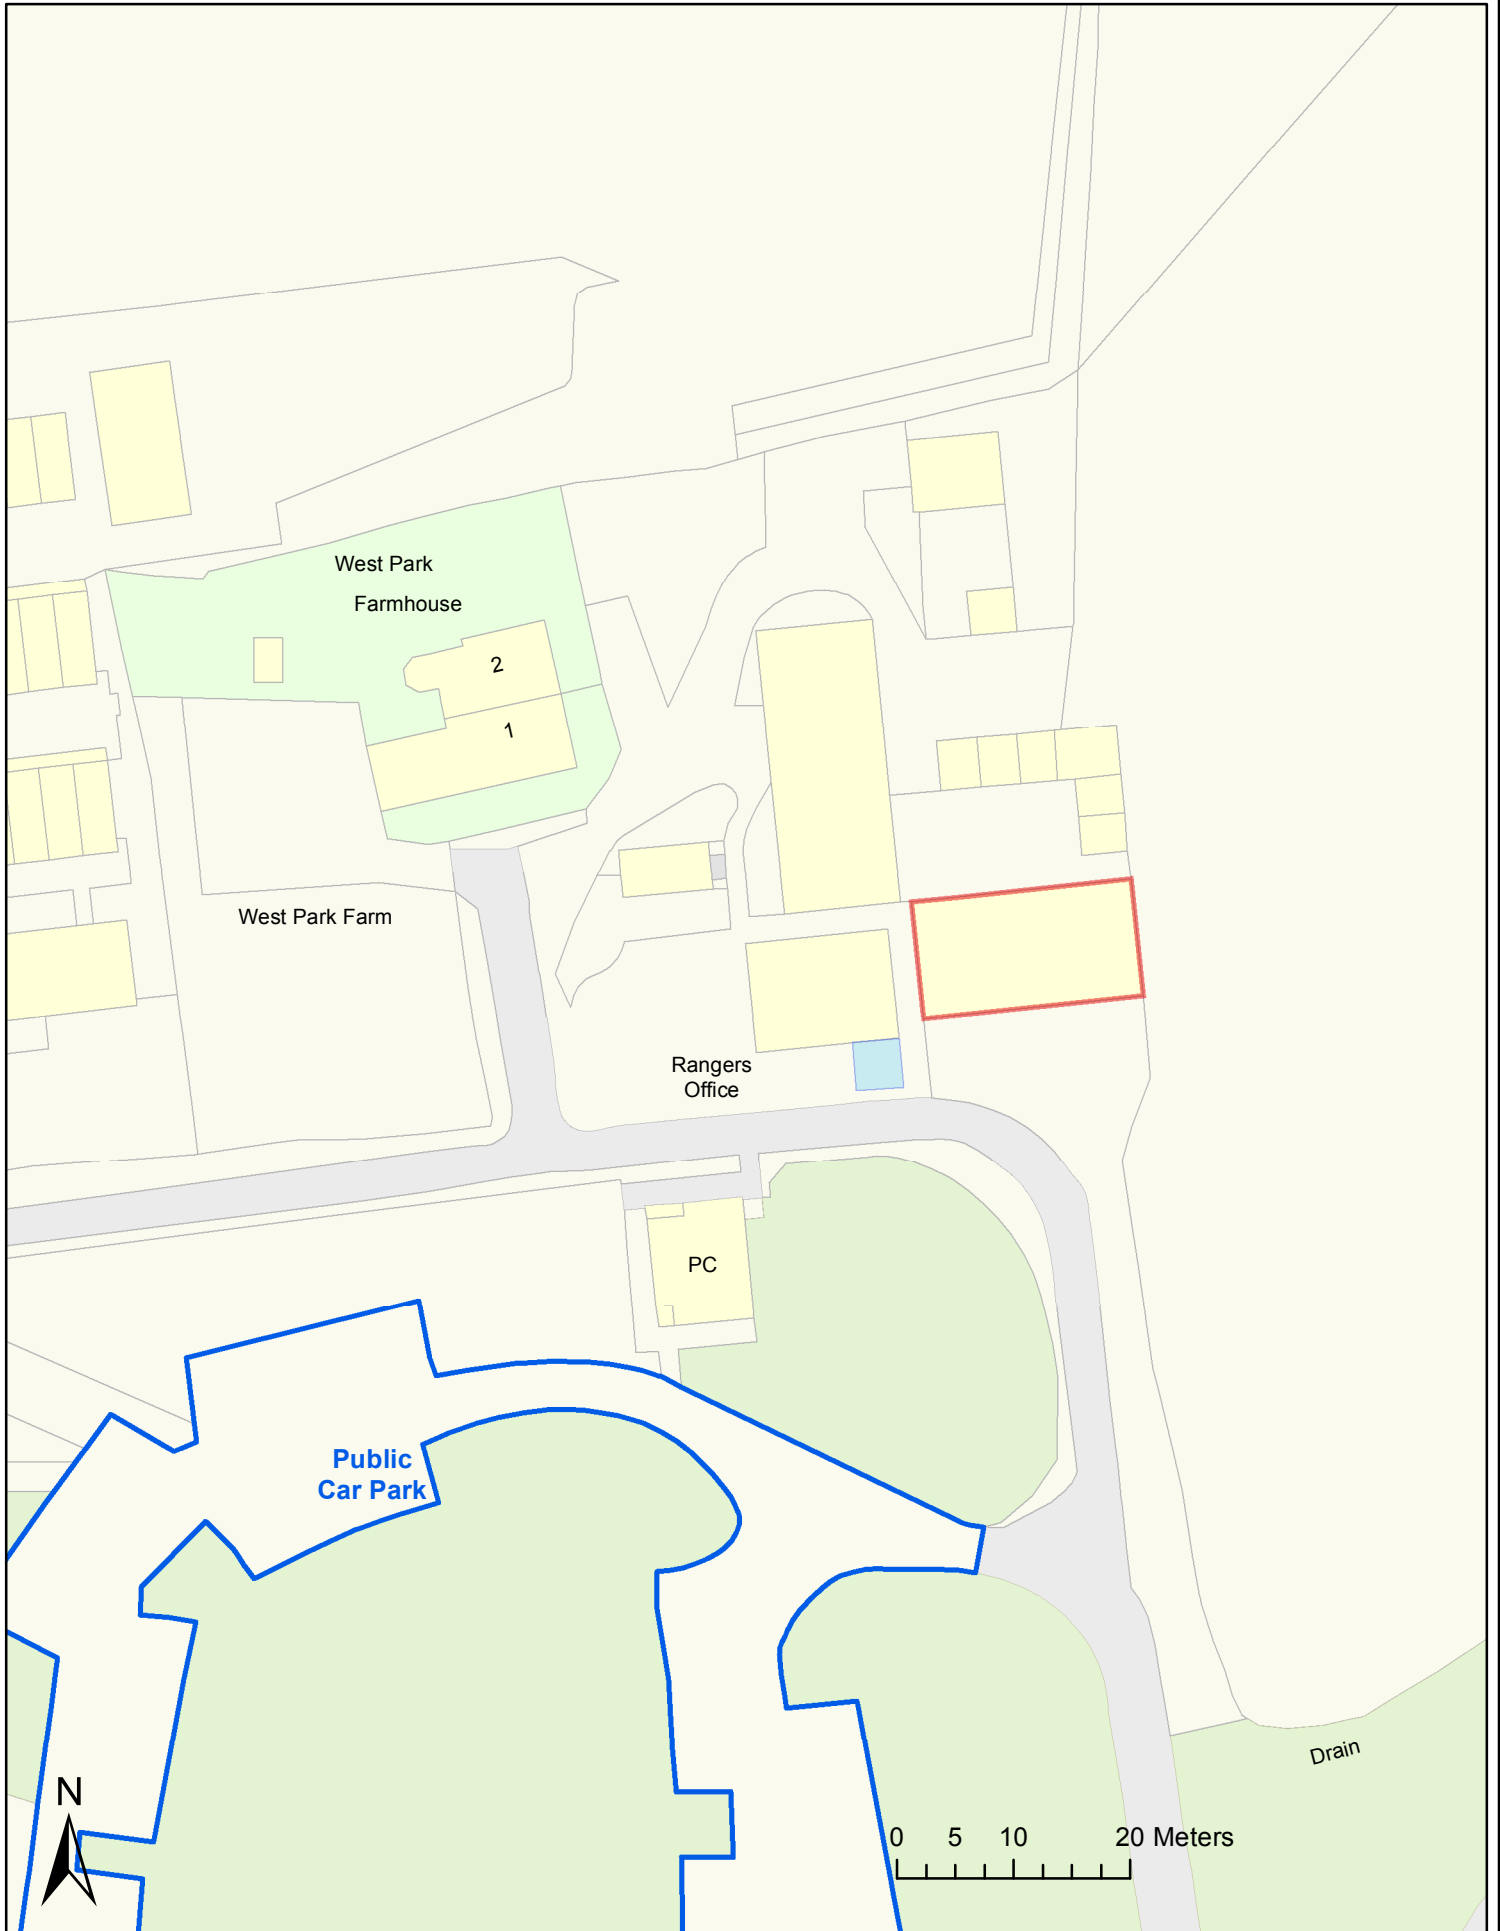 West Park
Farmhouse
2
1
West Park Farm
Rangers
Office
PC
Public
Car Park
Drain
N
0 5 10 20 Meters